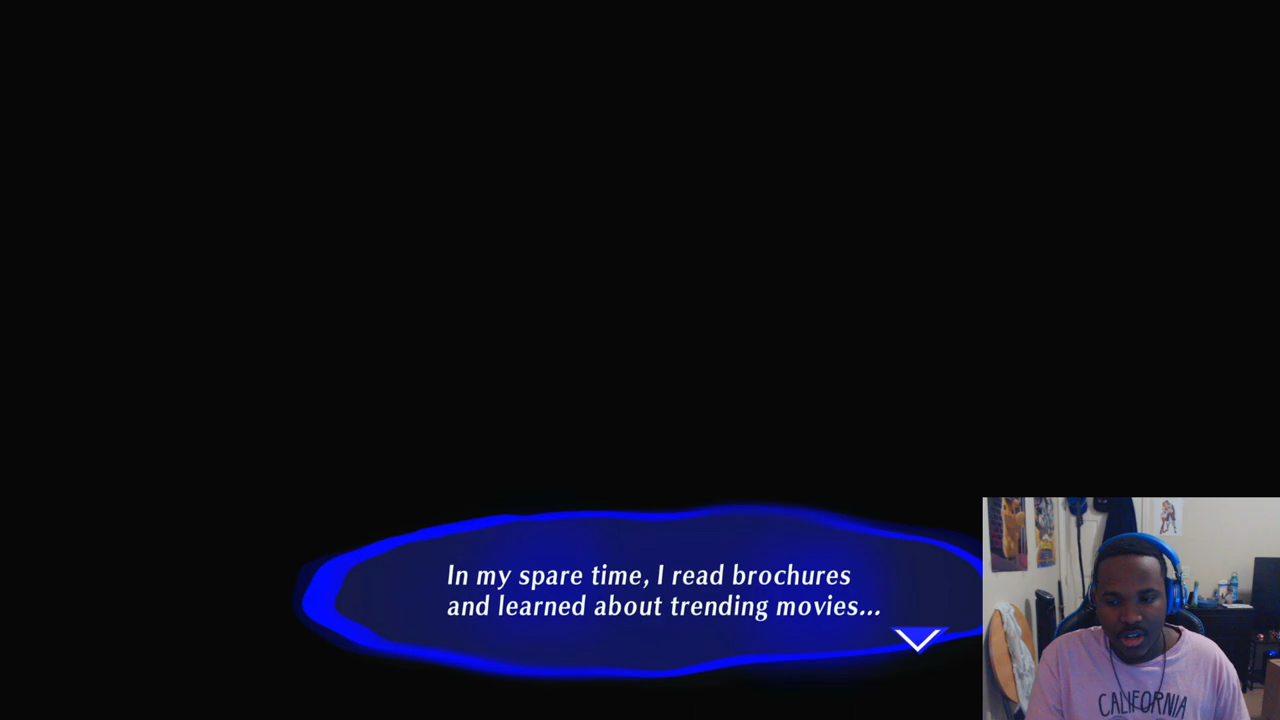 In my spare time, I read brochures
and learned about trending movies...
CALIFORNIA